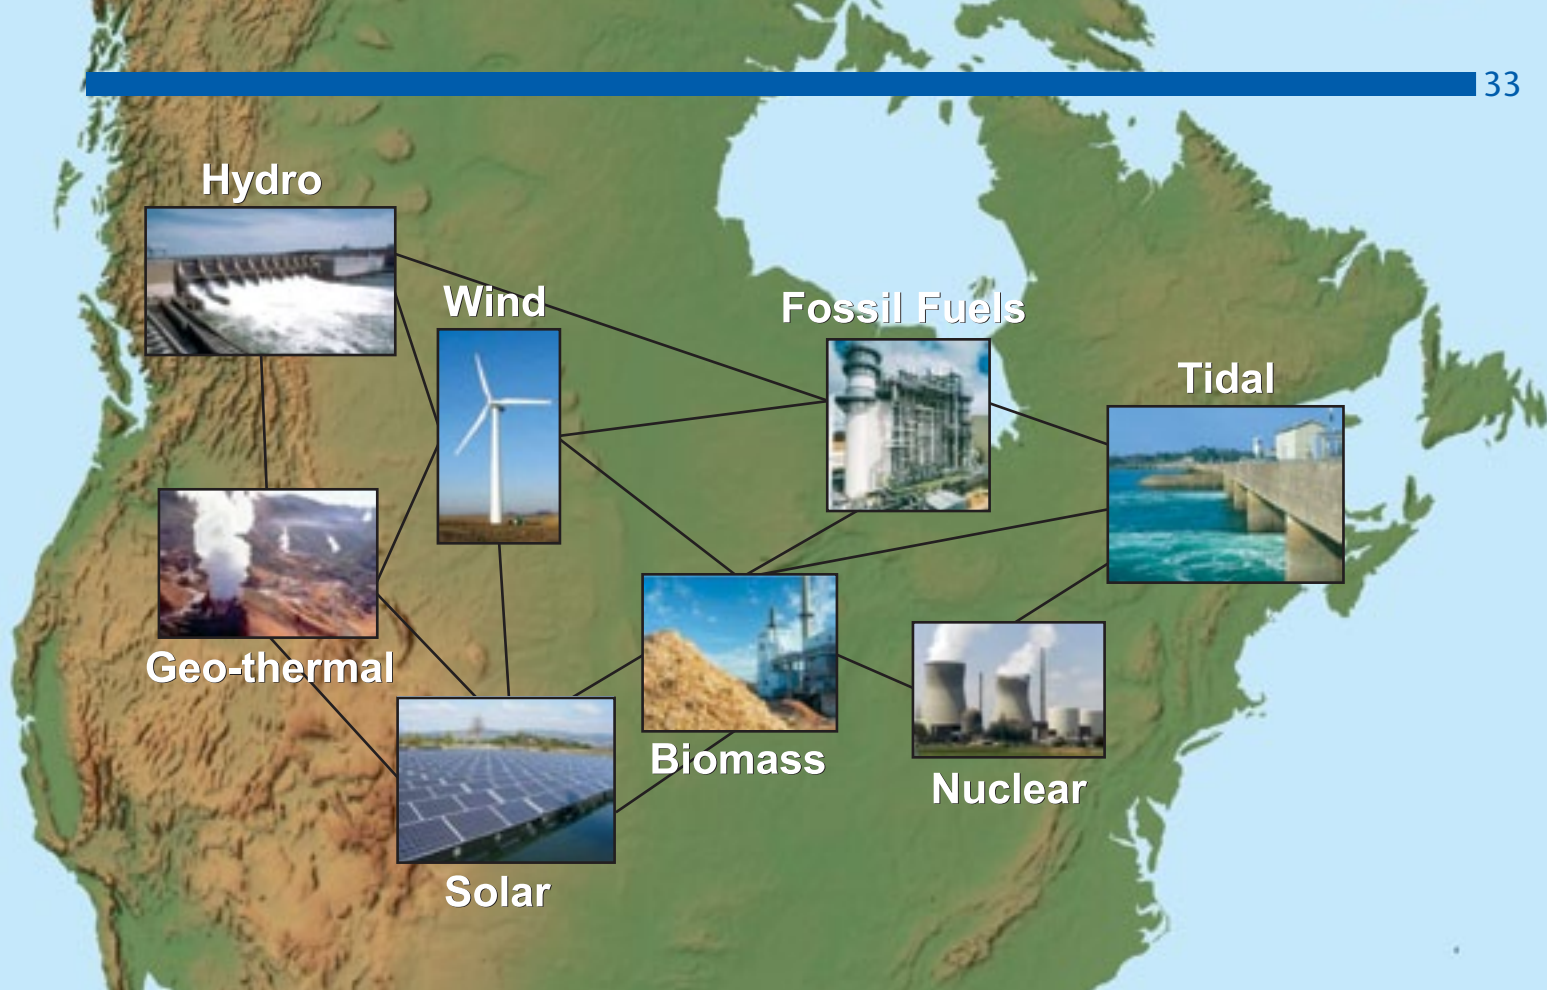 33
Hydro
Wind
Fossil Fuels
Tidal
Geo-thermal
Biomass
Nuclear
Solar